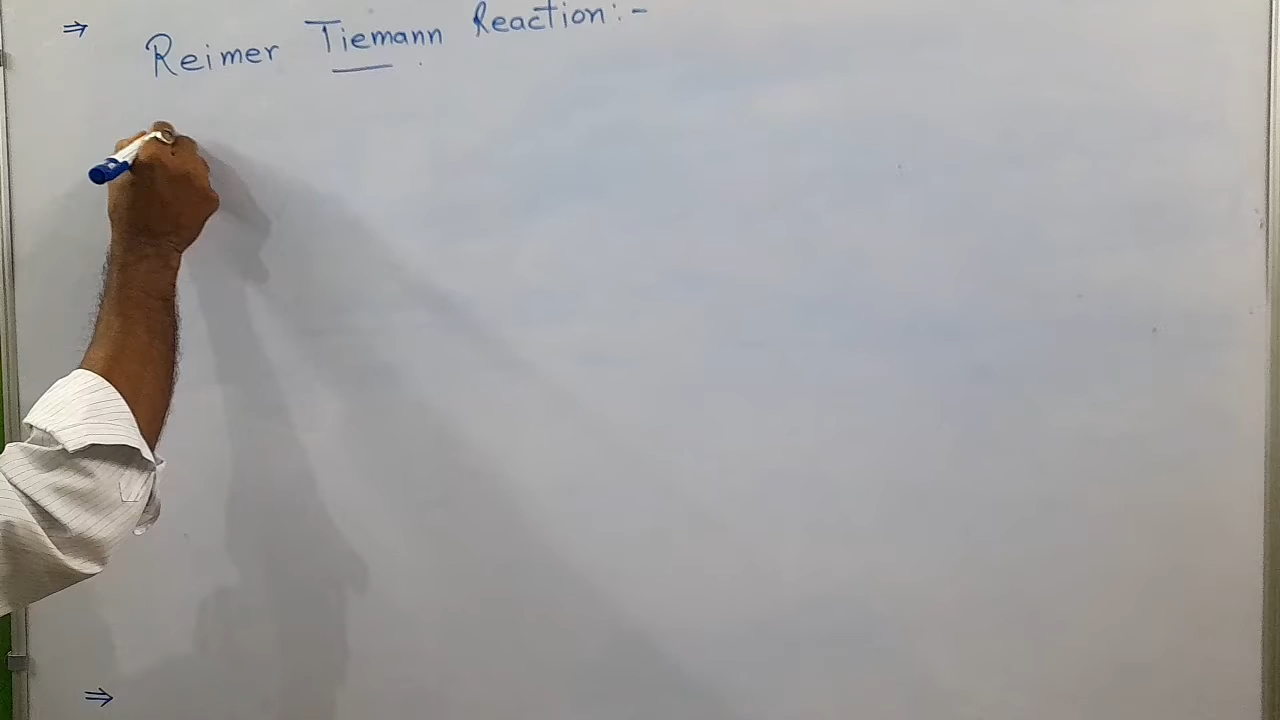 ⇒ Reimer Tiemann Reaction:-
⇒